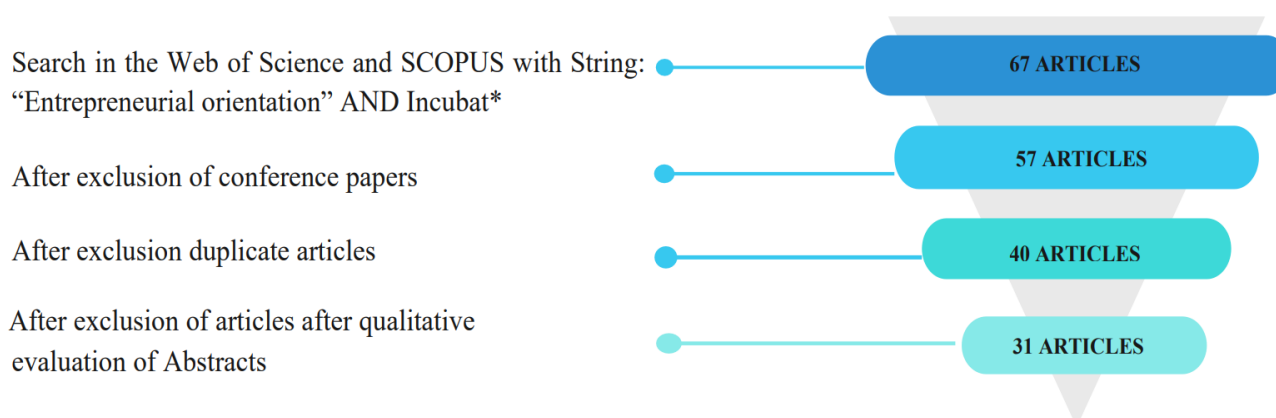 Search in the Web of Science and SCOPUS with String:
“Entrepreneurial orientation” AND Incubat*
67 ARTICLES
After exclusion of conference papers
57 ARTICLES
After exclusion duplicate articles
40 ARTICLES
After exclusion of articles after qualitative
evaluation of Abstracts
31 ARTICLES